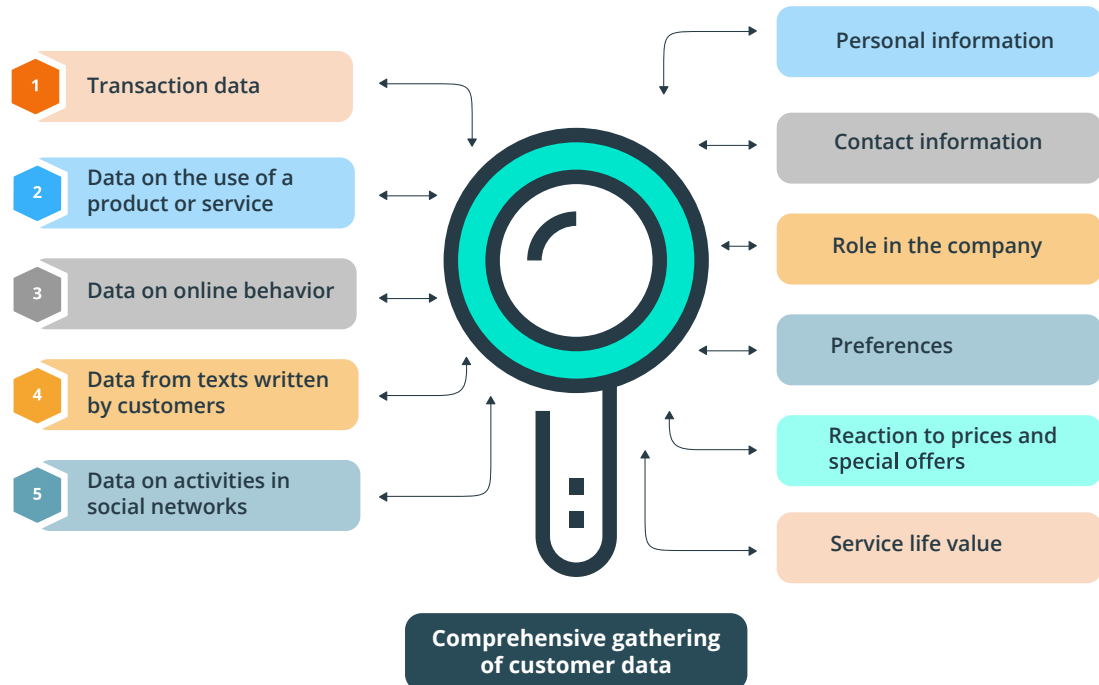 1
Transaction data
2
Data on the use of a
product or service
3
Data on online behavior
4
Data from texts written
by customers
5
Data on activities in
social networks
Personal information
Contact information
Role in the company
Preferences
Reaction to prices and
special offers
Service life value
Comprehensive gathering
of customer data